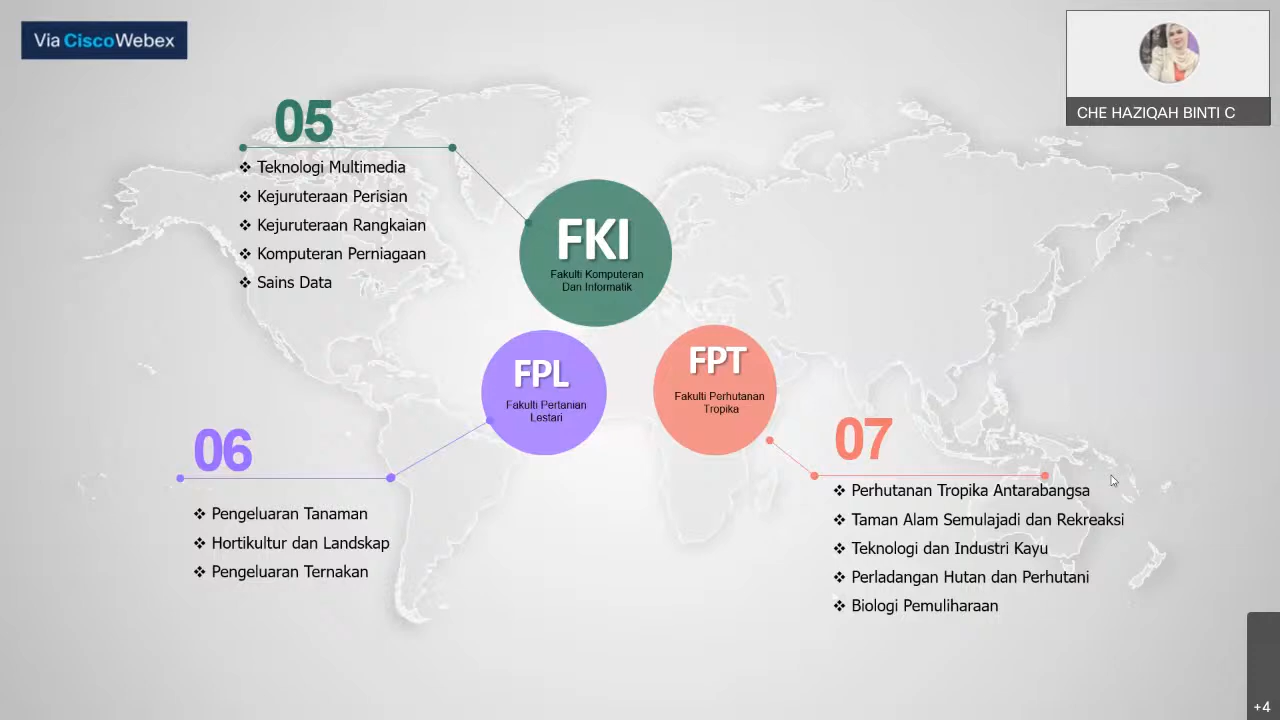 Via CiscoWebex
CHE HAZIQAH BINTI C
05
Teknologi Multimedia
Kejuruteraan Perisian
Kejuruteraan Rangkaian
Komputeran Perniagaan
Sains Data
FKI
Fakulti Komputeran
Dan Informatik
FPL
Fakulti Pertanian
Lestari
FPT
Fakulti Perhutanan
Tropika
06
Pengeluaran Tanaman
Hortikultur dan Landskap
Pengeluaran Ternakan
07
Perhutanan Tropika Antarabangsa
Taman Alam Semulajadi dan Rekreaksi
Teknologi dan Industri Kayu
Perladangan Hutan dan Perhutani
Biologi Pemuliharaan
+4